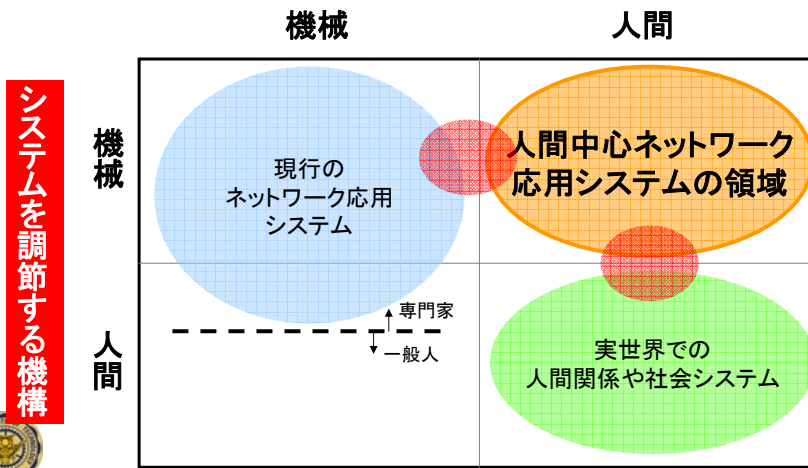 機械
人間
システムを調節する機構
機械
現行の
ネットワーク応用
システム
人間中心ネットワーク
応用システムの領域
人間
専門家
一般人
実世界での
人間関係や社会システム